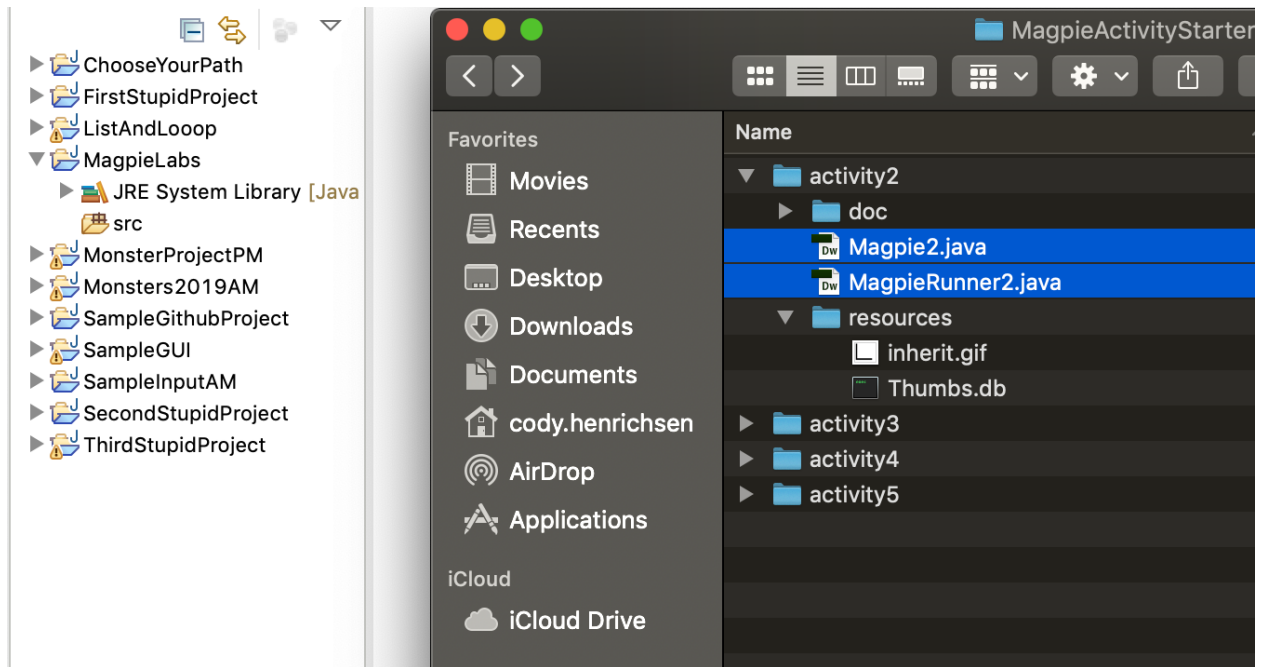 ChooseYourPath
FirstStupidProject
ListAndLooop
MagpieLabs
JRE System Library [Java
src
MonsterProjectPM
Monsters2019AM
SampleGithubProject
SampleGUI
SampleInputAM
SecondStupidProject
ThirdStupidProject
MagpieActivityStarter
Favorites
Movies
Recents
Desktop
Downloads
Documents
cody.henrichsen
AirDrop
Applications
iCloud
iCloud Drive
Name
activity2
doc
Dw Magpie2.java
Dw MagpieRunner2.java
resources
inherit.gif
Thumbs.db
activity3
activity4
activity5